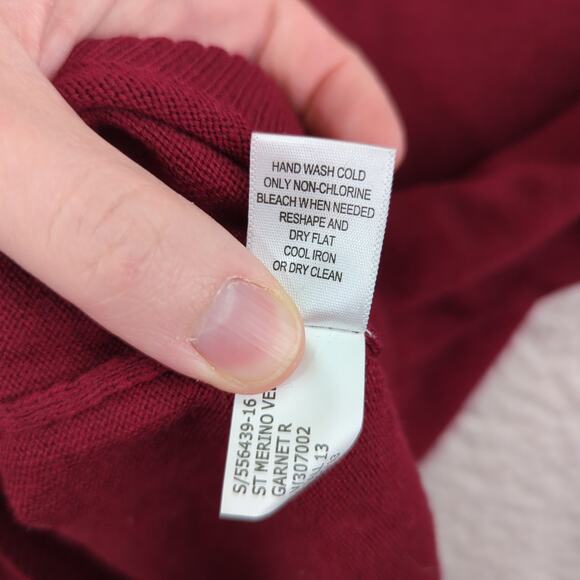 HAND WASH COLD
ONLY NON-CHLORINE
BLEACH WHEN NEEDED
RESHAPE AND
DRY FLAT
COOL IRON
OR DRY CLEAN
S/556439-16
ST MERINO
GARNET R
/307002
13